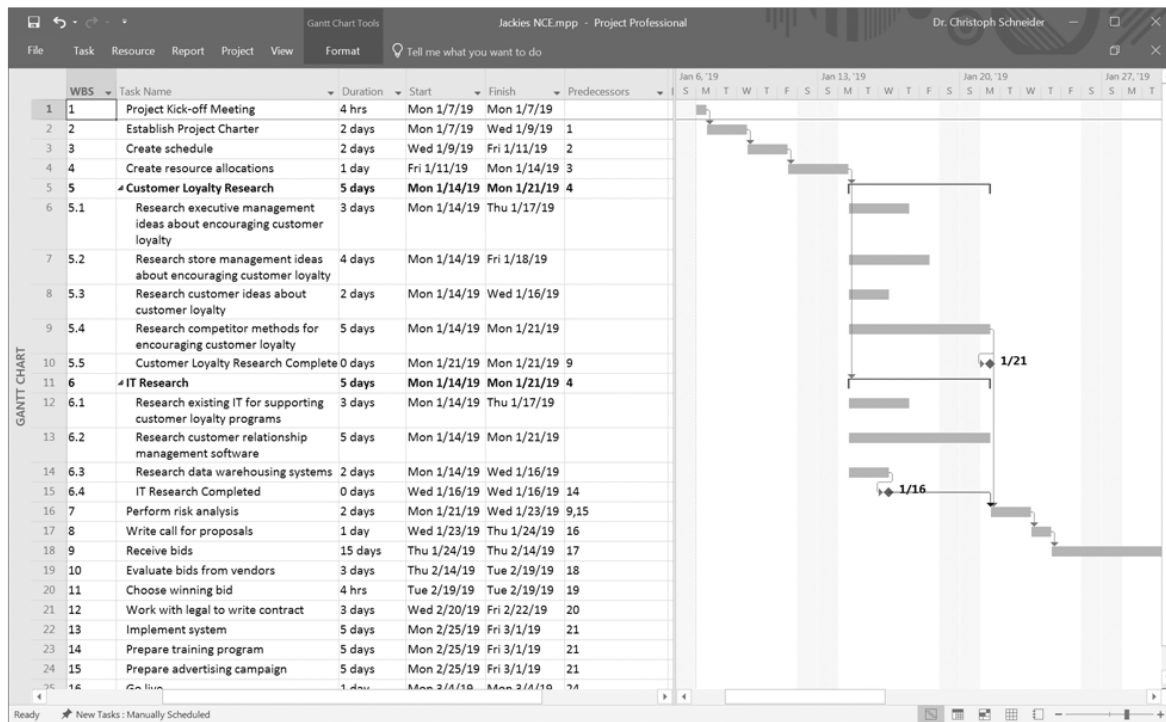 Gantt Chart Tools
Jackies NCE.mpp - Project Professional
Dr. Christoph Schneider
File Task Resource Report Project View Format Tell me what you want to do
WBS Task Name Duration Start Finish Predecessors
Jan 6, '19 Jan 13, '19 Jan 20, '19 Jan 27, '19
S M T W T F S S M T W T F S S M T W T F S S M T
1 1 Project Kick-off Meeting 4 hrs Mon 1/7/19 Mon 1/7/19
2 2 Establish Project Charter 2 days Mon 1/7/19 Wed 1/9/19 1
3 3 Create schedule 2 days Wed 1/9/19 Fri 1/11/19 2
4 4 Create resource allocations 1 day Fri 1/11/19 Mon 1/14/19 3
5 5 Customer Loyalty Research 5 days Mon 1/14/19 Mon 1/21/19 4
6 5.1 Research executive management 3 days Mon 1/14/19 Thu 1/17/19
ideas about encouraging customer
loyalty
7 5.2 Research store management ideas 4 days Mon 1/14/19 Fri 1/18/19
about encouraging customer loyalty
8 5.3 Research customer ideas about 2 days Mon 1/14/19 Wed 1/16/19
customer loyalty
9 5.4 Research competitor methods for 5 days Mon 1/14/19 Mon 1/21/19
encouraging customer loyalty
10 5.5 Customer Loyalty Research Complete 0 days Mon 1/21/19 Mon 1/21/19 9 1/21
11 6 IT Research 5 days Mon 1/14/19 Mon 1/21/19 4
12 6.1 Research existing IT for supporting 3 days Mon 1/14/19 Thu 1/17/19
customer loyalty programs
13 6.2 Research customer relationship 5 days Mon 1/14/19 Mon 1/21/19
management software
14 6.3 Research data warehousing systems 2 days Mon 1/14/19 Wed 1/16/19
15 6.4 IT Research Completed 0 days Wed 1/16/19 Wed 1/16/19 14 1/16
16 7 Perform risk analysis 2 days Mon 1/21/19 Wed 1/23/19 9,15
17 8 Write call for proposals 1 day Wed 1/23/19 Thu 1/24/19 16
18 9 Receive bids 15 days Thu 1/24/19 Thu 2/14/19 17
19 10 Evaluate bids from vendors 3 days Thu 2/14/19 Tue 2/19/19 18
20 11 Choose winning bid 4 hrs Tue 2/19/19 Tue 2/19/19 19
21 12 Work with legal to write contract 3 days Wed 2/20/19 Fri 2/22/19 20
22 13 Implement system 5 days Mon 2/25/19 Fri 3/1/19 21
23 14 Prepare training program 5 days Mon 2/25/19 Fri 3/1/19 21
24 15 Prepare advertising campaign 5 days Mon 2/25/19 Fri 3/1/19 21
25 16 Go live 1 day Mon 3/4/19 Mon 3/4/19 24
GANTT CHART
Ready New Tasks : Manually Scheduled